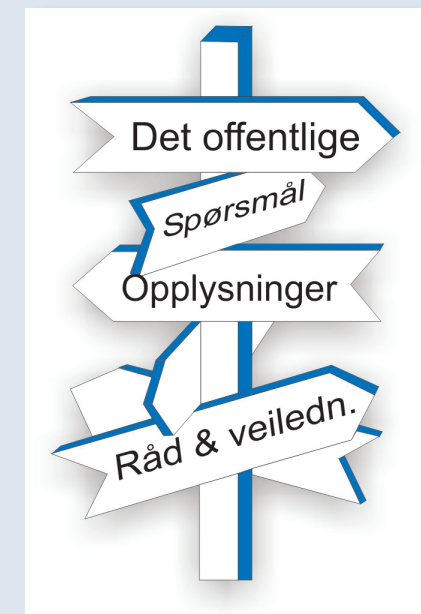 Det offentlige
Spørsmål
Opplysninger
Råd & veiledn.